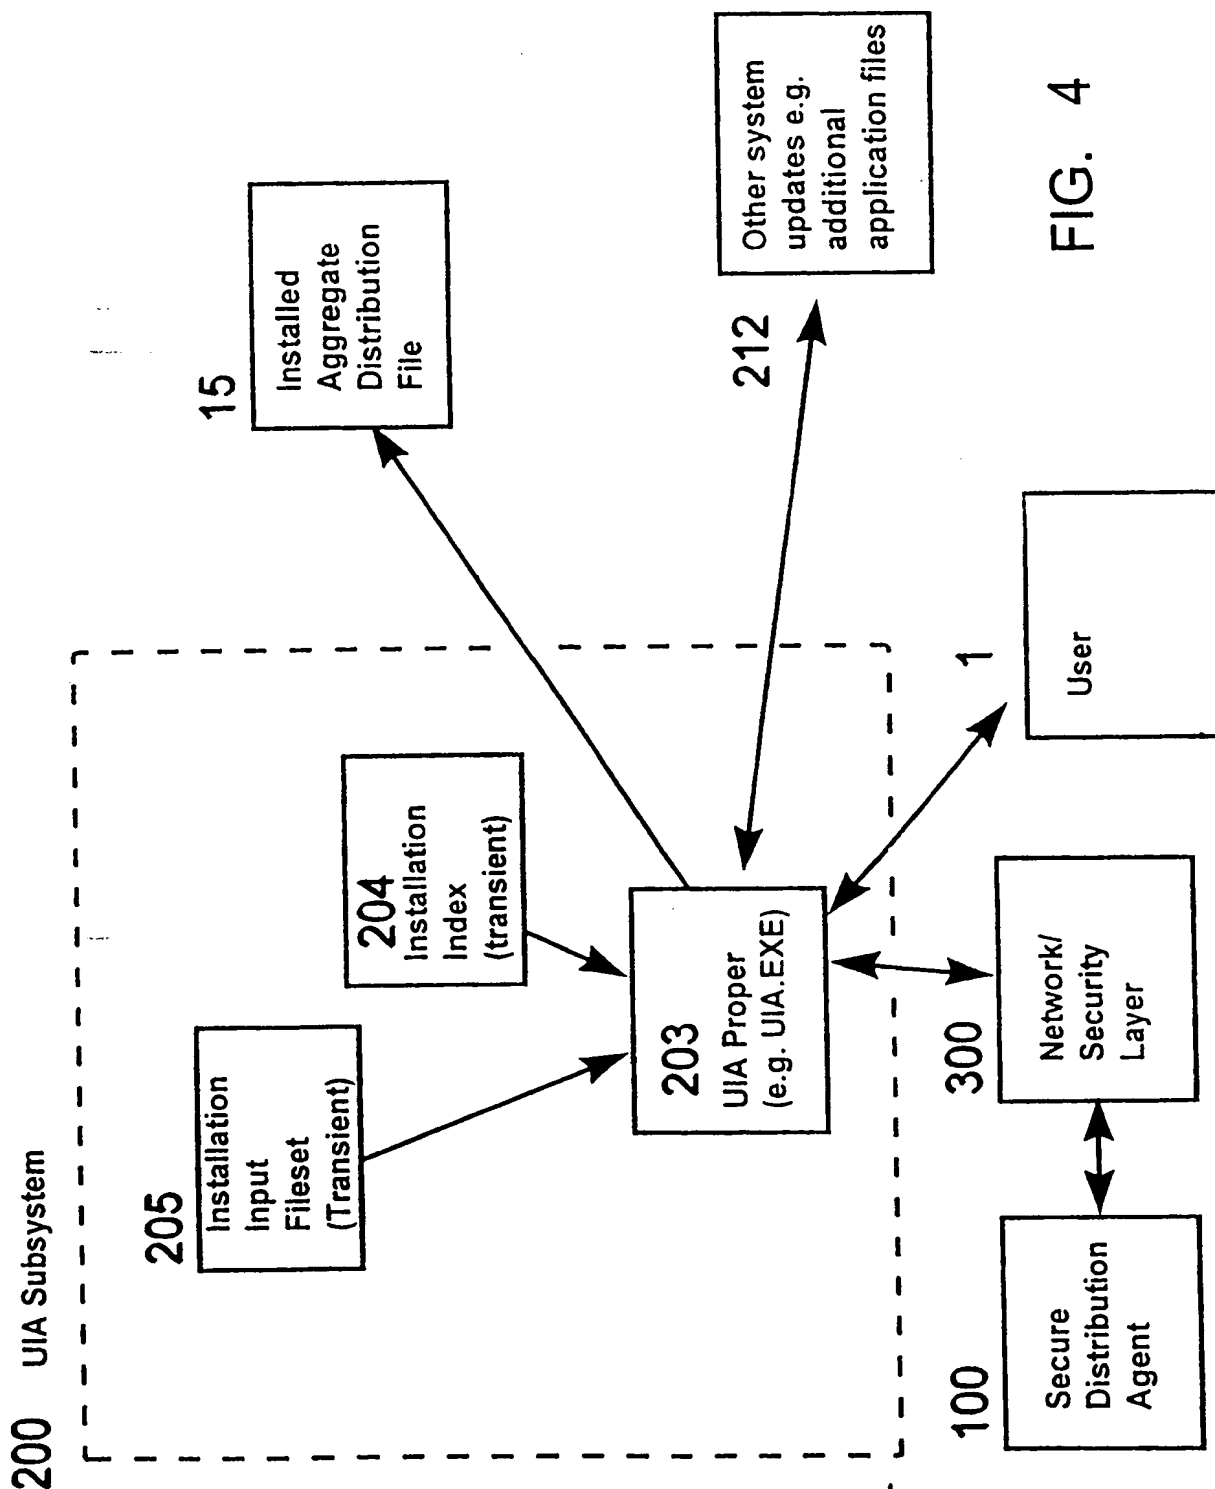 200 UIA Subsystem
205
Installation
Input
Fileset
(Transient)
204
Installation
Index
(transient)
203
UIA Proper
(e.g. UIA.EXE)
15
Installed
Aggregate
Distribution
File
212
Other system
updates e.g.
additional
application files
100
Secure
Distribution
Agent
300
Network/
Security
Layer
1
User
FIG. 4